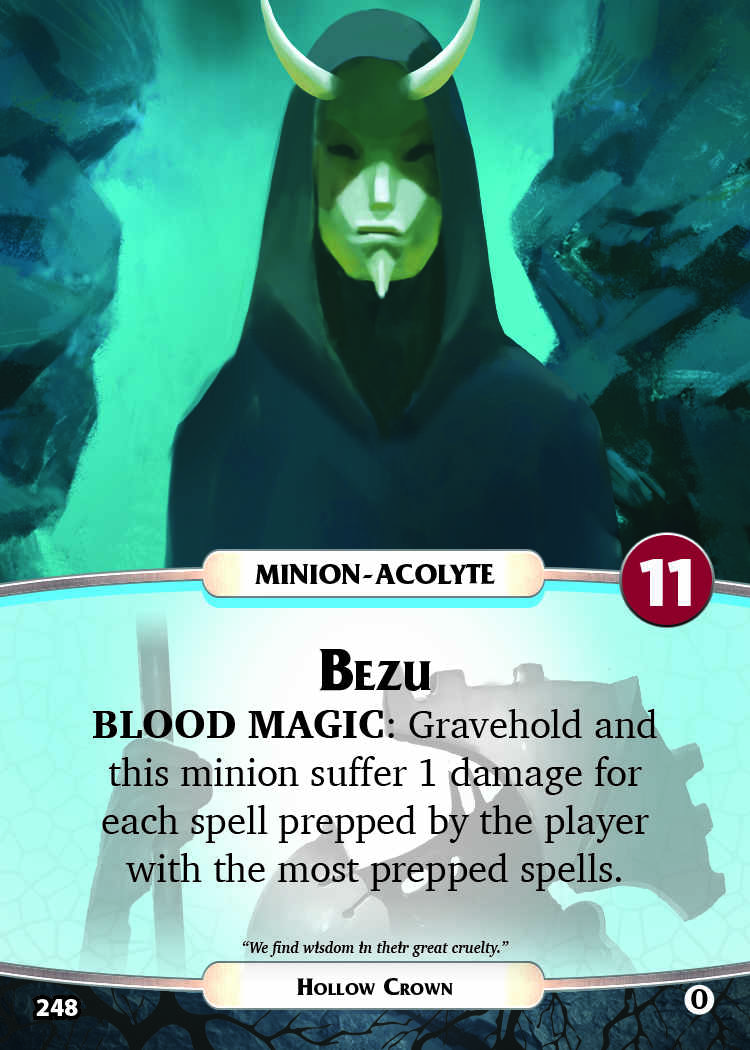 MINION-ACOLYTE
11
Bezu
BLOOD MAGIC: Gravehold and
this minion suffer 1 damage for
each spell prepped by the player
with the most prepped spells.
"We find wisdom in their great cruelty."
Hollow Crown
248
0